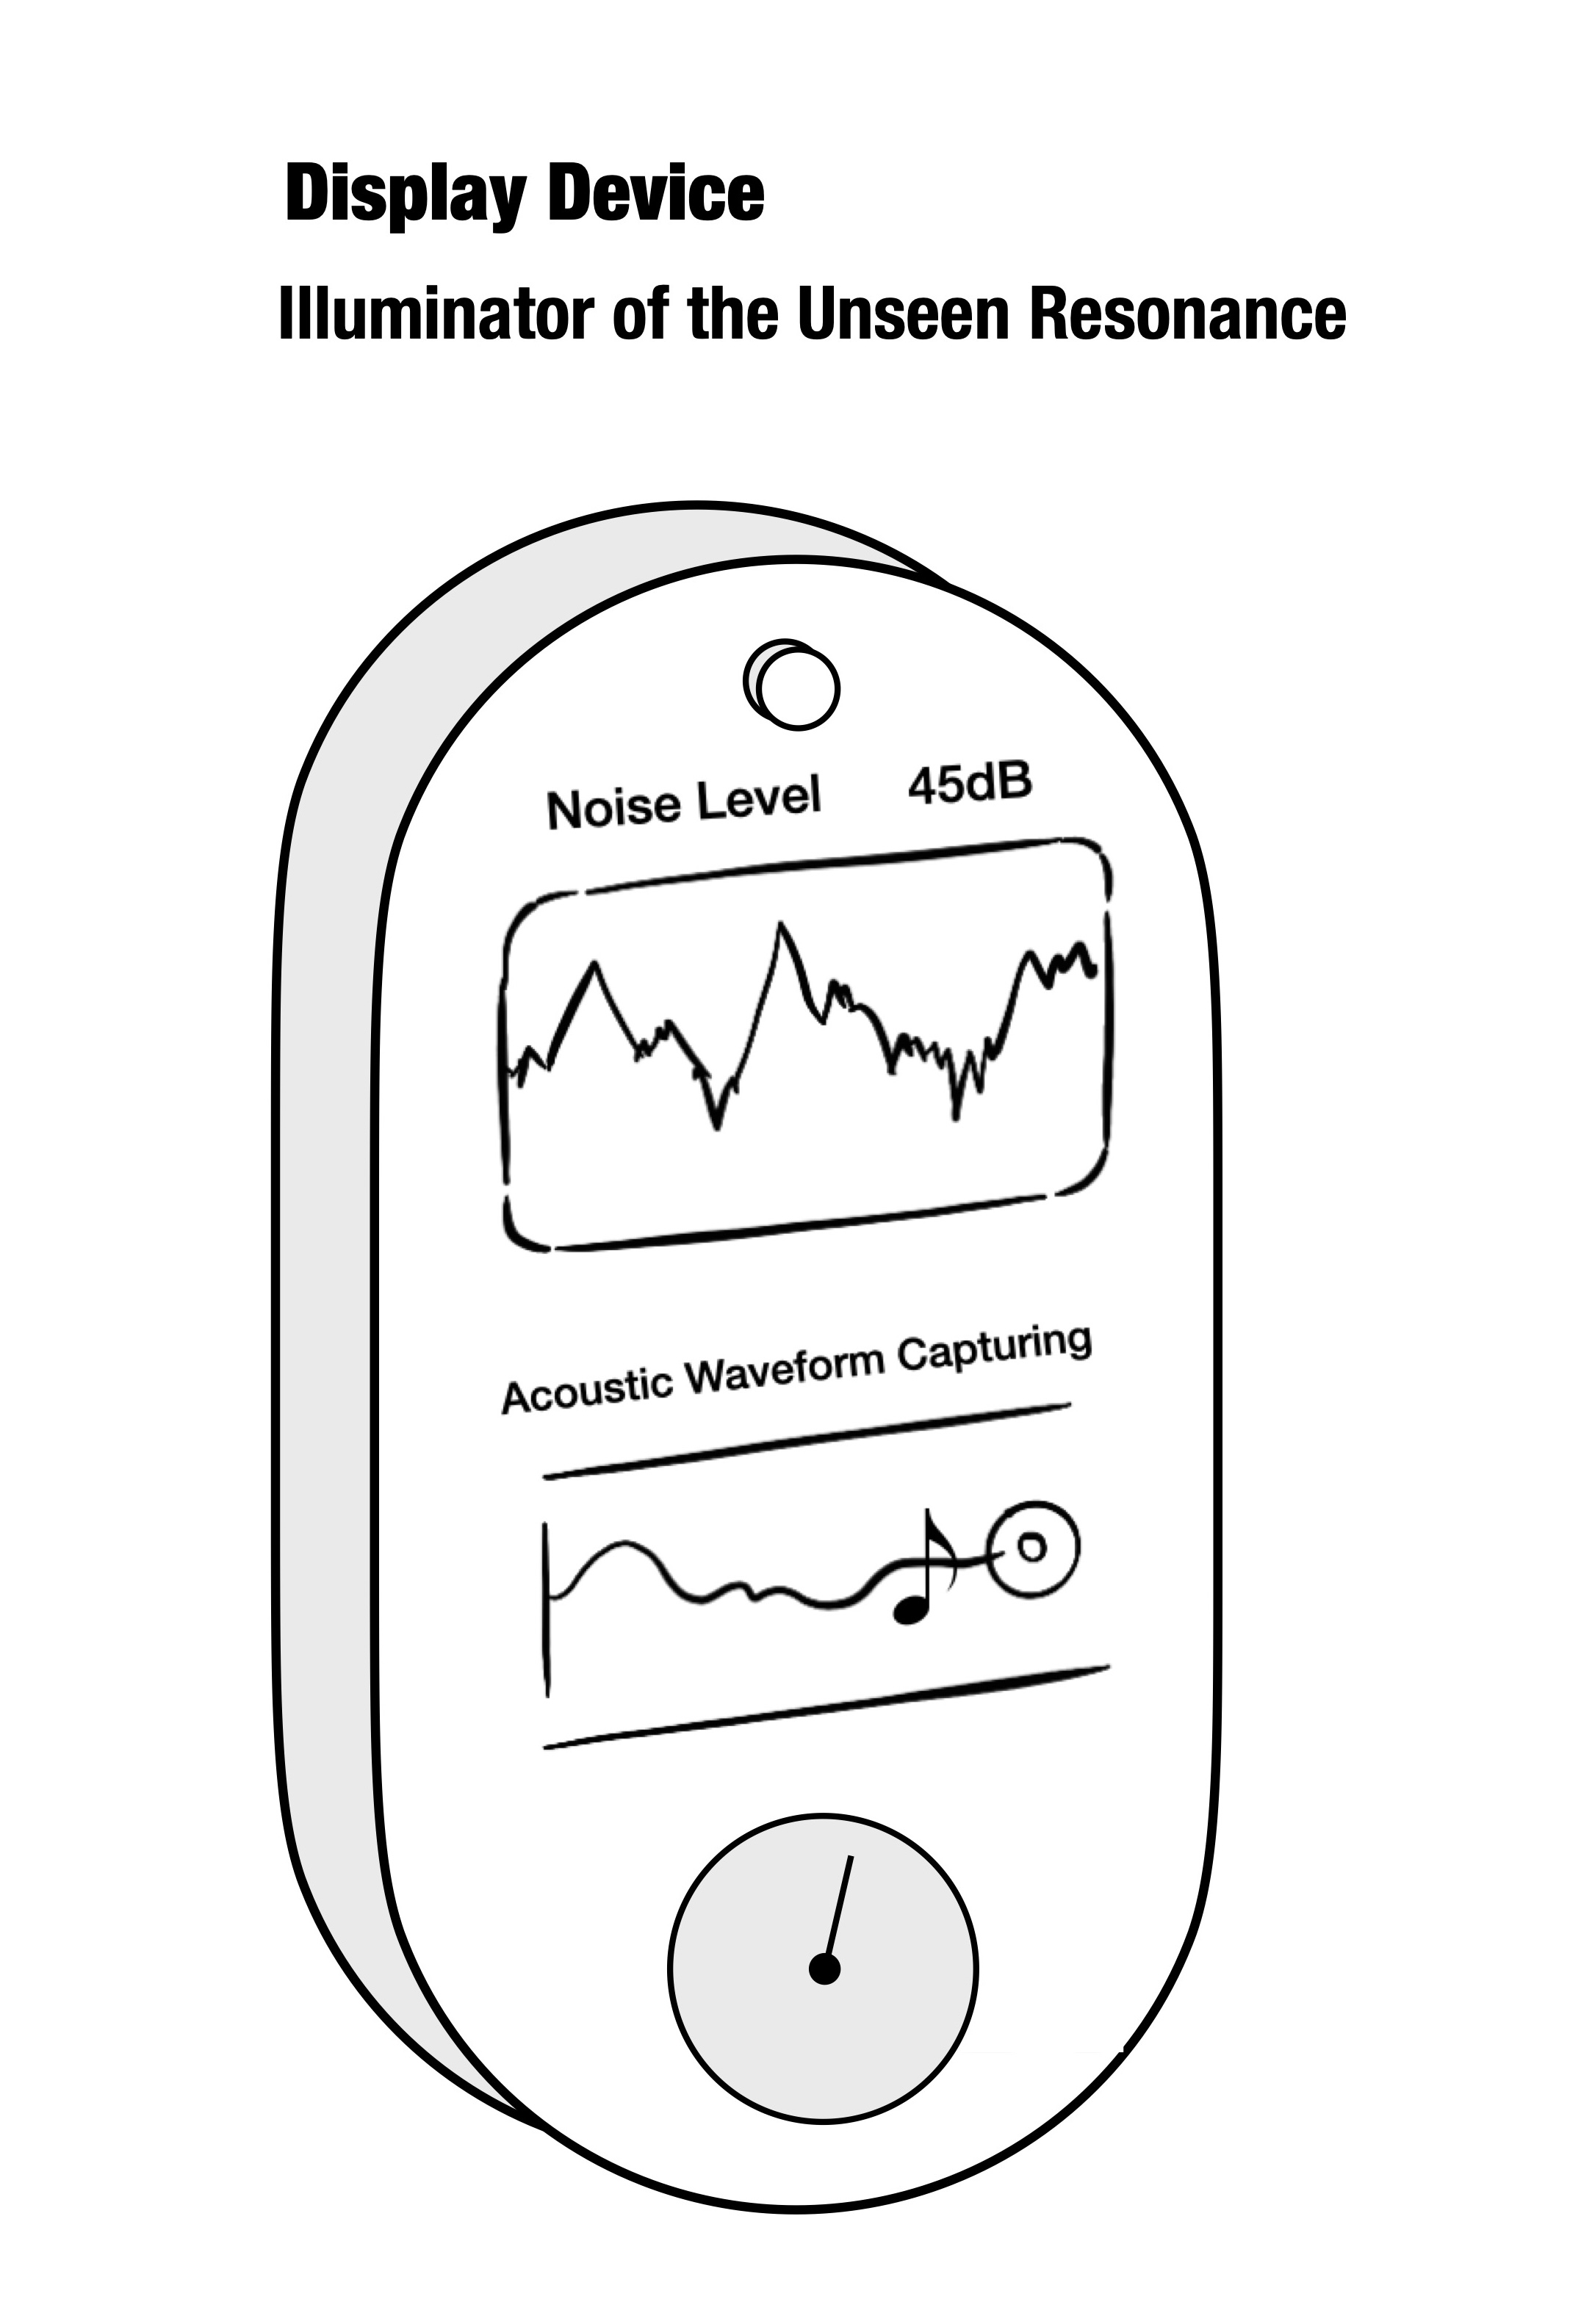 Display Device
Illuminator of the Unseen Resonance
Noise Level 45dB
Acoustic Waveform Capturing